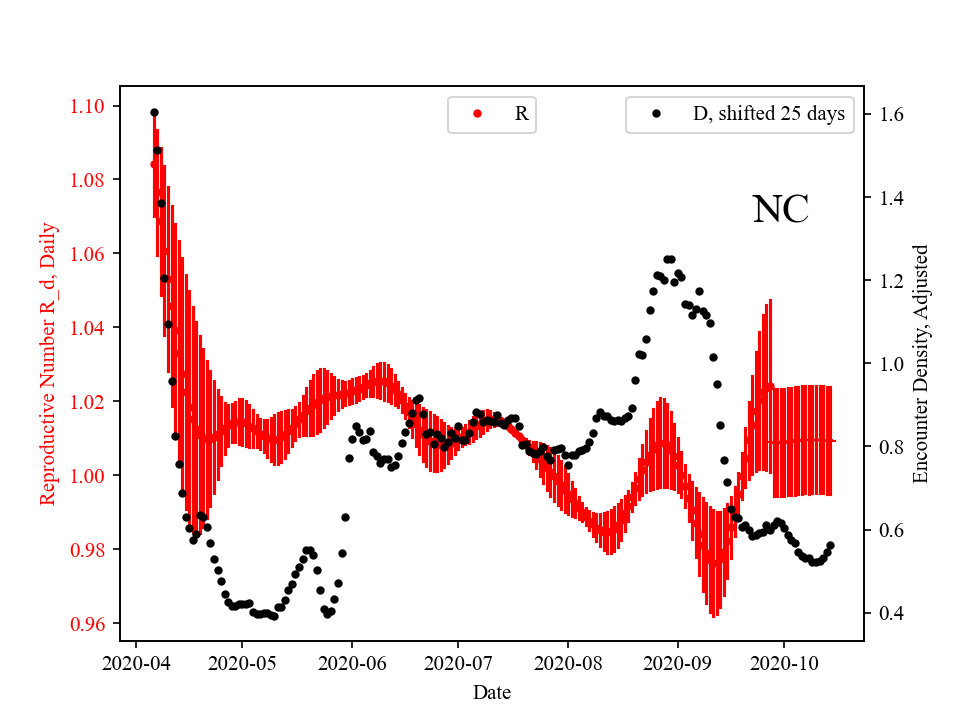 R
D, shifted 25 days
NC
Reproductive Number R_d, Daily
1.10
1.08
1.06
1.04
1.02
1.00
0.98
0.96
Encounter Density, Adjusted
1.6
1.4
1.2
1.0
0.8
0.6
0.4
2020-04 2020-05 2020-06 2020-07 2020-08 2020-09 2020-10
Date